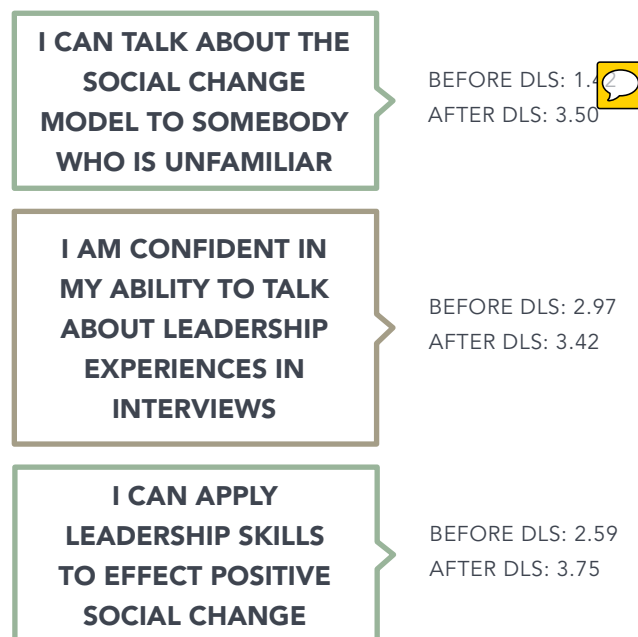 I CAN TALK ABOUT THE
SOCIAL CHANGE
MODEL TO SOMEBODY
WHO IS UNFAMILIAR
BEFORE DLS: 1.42
AFTER DLS: 3.50
I AM CONFIDENT IN
MY ABILITY TO TALK
ABOUT LEADERSHIP
EXPERIENCES IN
INTERVIEWS
BEFORE DLS: 2.97
AFTER DLS: 3.42
I CAN APPLY
LEADERSHIP SKILLS
TO EFFECT POSITIVE
SOCIAL CHANGE
BEFORE DLS: 2.59
AFTER DLS: 3.75